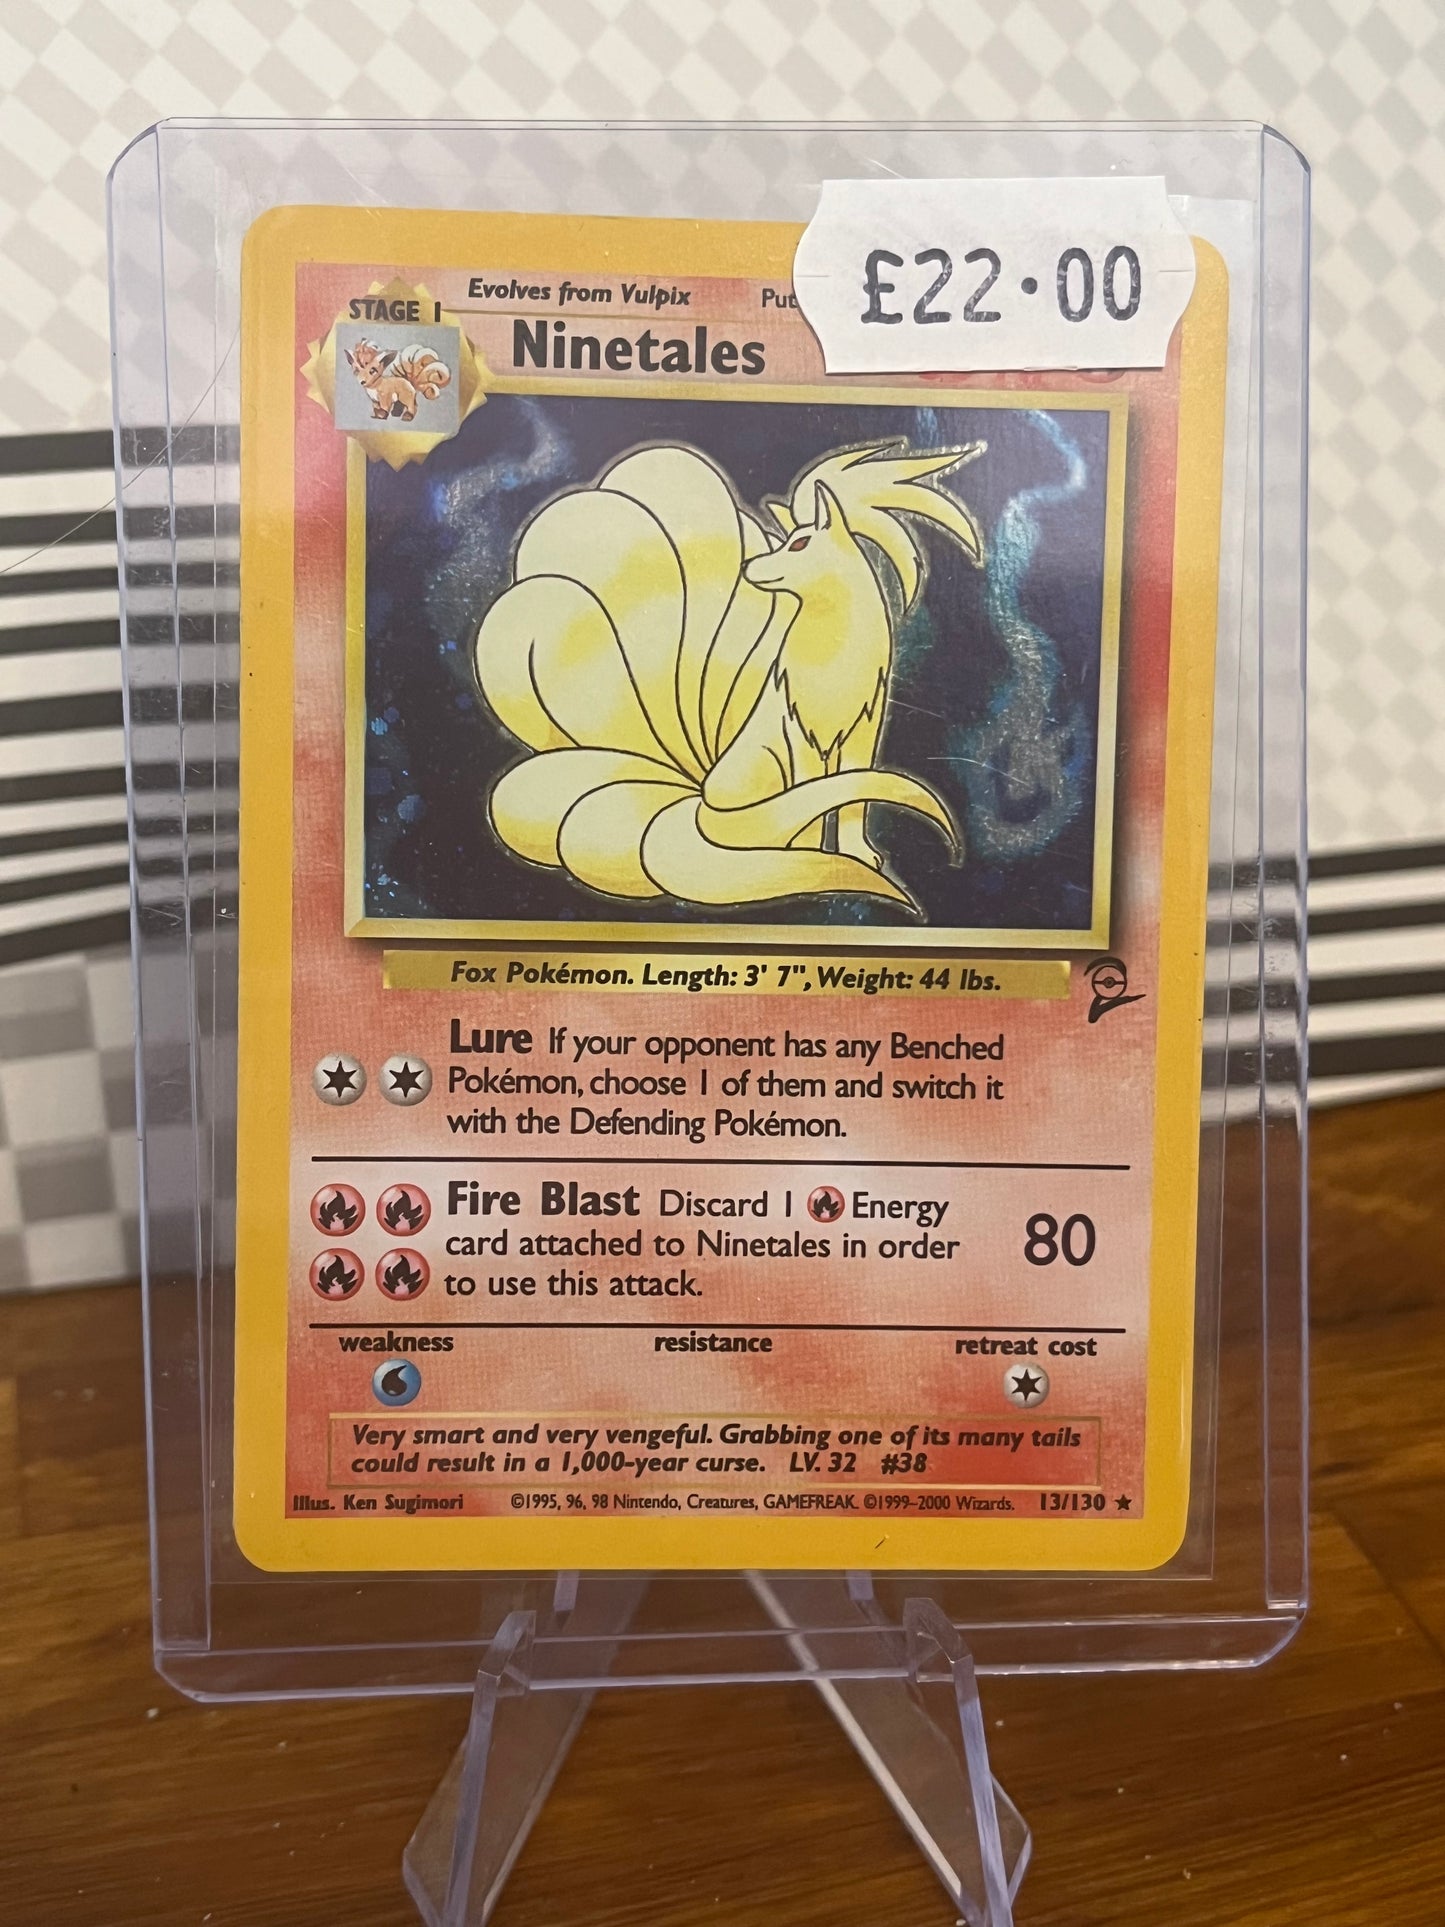 £22.00
Evolves from Vulpix Put
STAGE 1
Ninetales
Fox Pokémon. Length: 3' 7", Weight: 44 lbs.
Lure If your opponent has any Benched
Pokémon, choose 1 of them and switch it
with the Defending Pokémon.
Fire Blast Discard 1 Energy
card attached to Ninetales in order
to use this attack.
80
weakness resistance retreat cost
Very smart and very vengeful. Grabbing one of its many tails
could result in a 1,000-year curse. LV. 32 #38
Illus. Ken Sugimori ©1995, 96, 98 Nintendo, Creatures, GAMEFREAK. ©1999–2000 Wizards. 13/130 ★